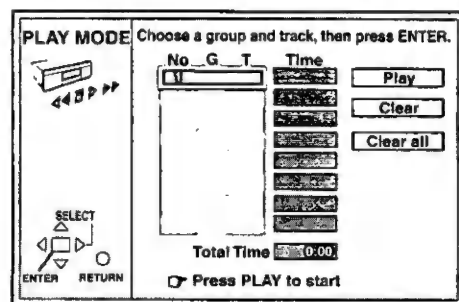 PLAY MODE
Choose a group and track, then press ENTER.
No G T Time
1
Play
Clear
Clear all
SELECT
ENTER RETURN
Total Time 0:00
Press PLAY to start